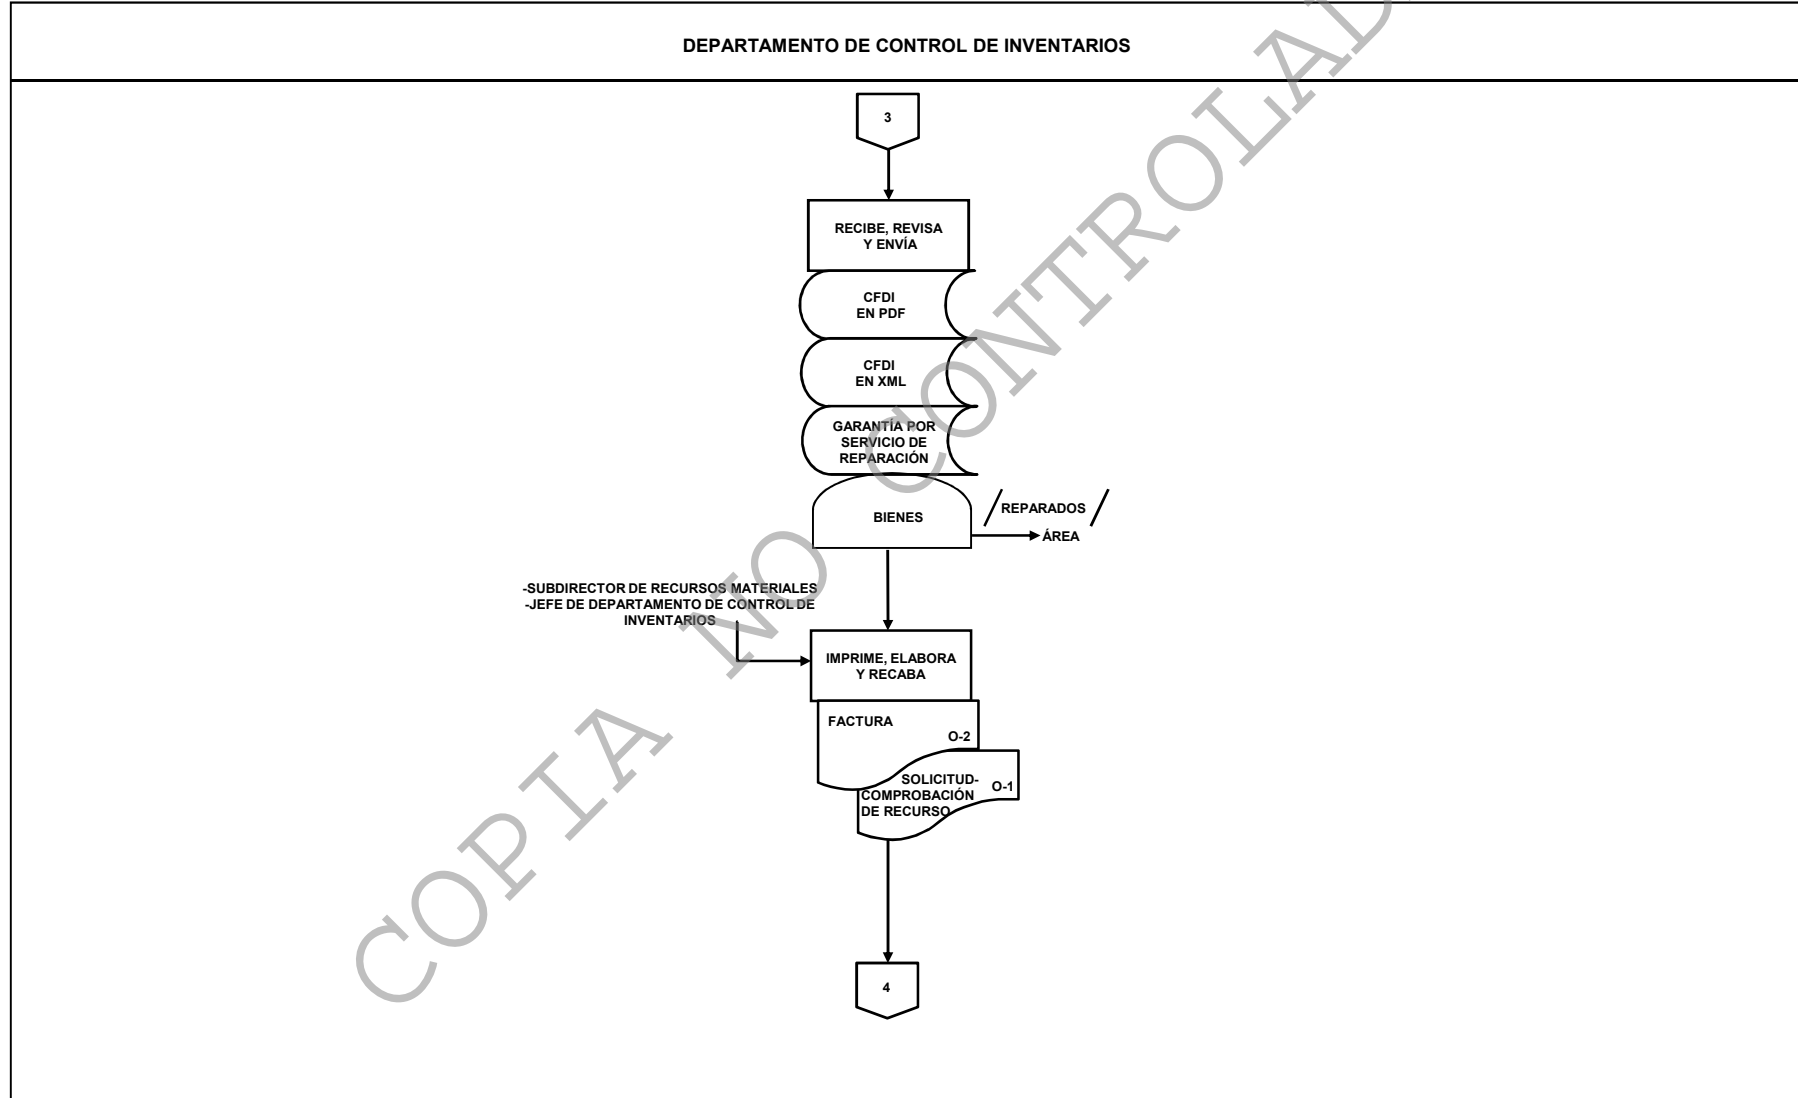 DEPARTAMENTO DE CONTROL DE INVENTARIOS
3
RECIBE, REVISA
Y ENVÍA
CFDI
EN PDF
CFDI
EN XML
GARANTÍA POR
SERVICIO DE
REPARACIÓN
BIENES
REPARADOS
ÁREA
-SUBDIRECTOR DE RECURSOS MATERIALES
-JEFE DE DEPARTAMENTO DE CONTROL DE
INVENTARIOS
IMPRIME, ELABORA
Y RECABA
FACTURA
O-2
SOLICITUD-
COMPROBACIÓN
DE RECURSO
O-1
4
COPIA NO CONTROLAD